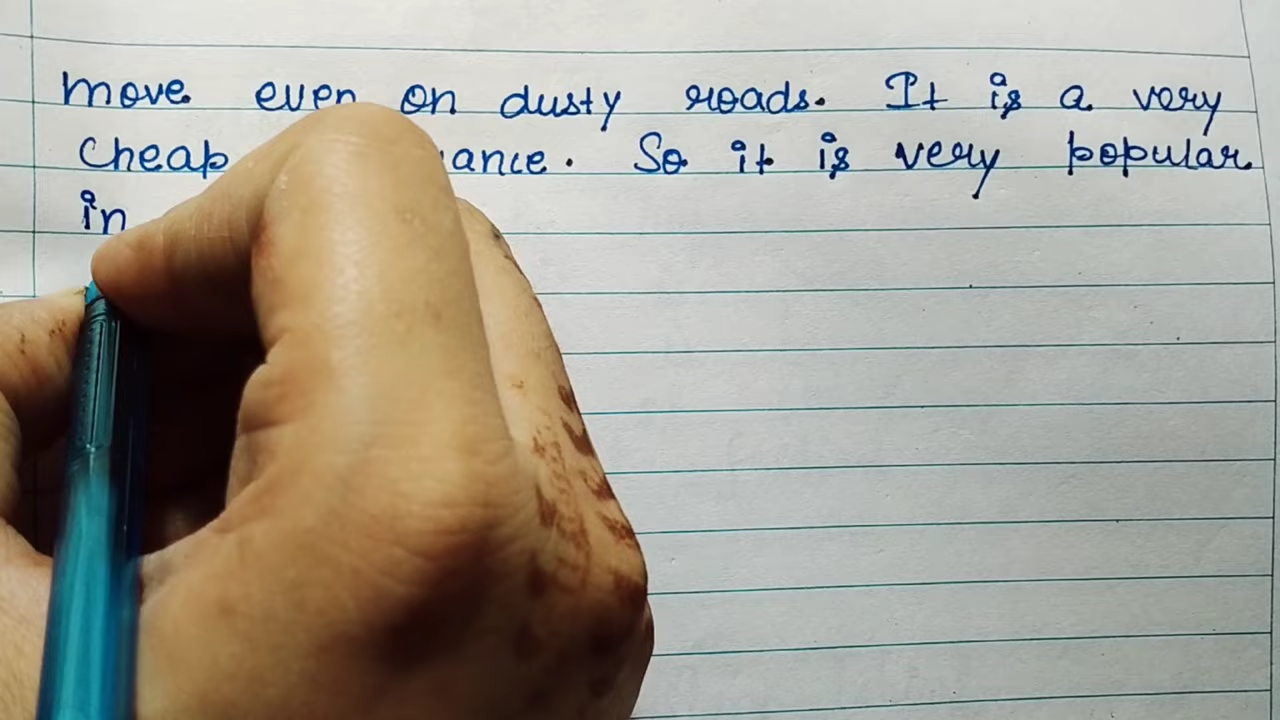 move even on dusty roads. It is a very
cheap ance. So it is very popular
in